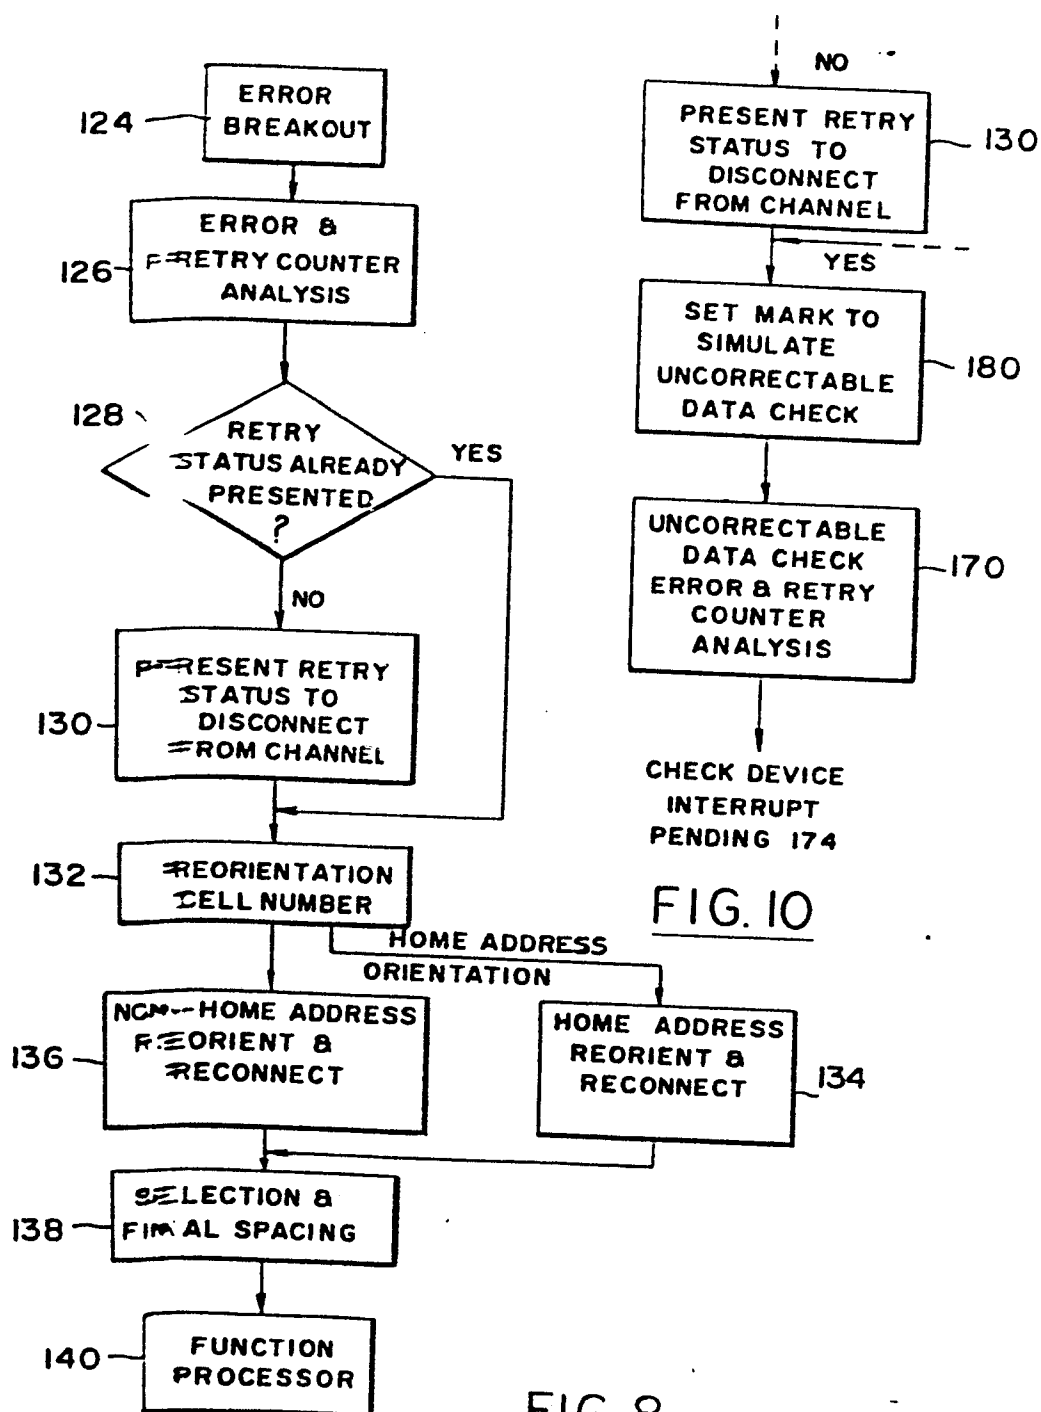 ERROR
BREAKOUT
124
ERROR &
RETRY COUNTER
ANALYSIS
126
128
RETRY
STATUS ALREADY
PRESENTED
?
YES
NO
PRESENT RETRY
STATUS TO
DISCONNECT
FROM CHANNEL
130
132
REORIENTATION
CELL NUMBER
HOME ADDRESS
ORIENTATION
NON-HOME ADDRESS
REORIENT &
RECONNECT
136
HOME ADDRESS
REORIENT &
RECONNECT
134
SELECTION &
FINAL SPACING
138
FUNCTION
PROCESSOR
140
FIG. 8
NO
PRESENT RETRY
STATUS TO
DISCONNECT
FROM CHANNEL
130
YES
SET MARK TO
SIMULATE
UNCORRECTABLE
DATA CHECK
180
UNCORRECTABLE
DATA CHECK
ERROR & RETRY
COUNTER
ANALYSIS
170
CHECK DEVICE
INTERRUPT
PENDING 174
FIG. 10